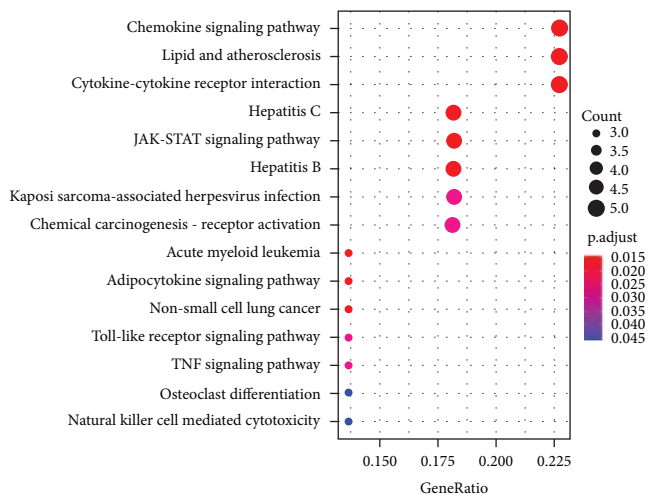 Chemokine signaling pathway
Lipid and atherosclerosis
Cytokine-cytokine receptor interaction
Hepatitis C
JAK-STAT signaling pathway
Hepatitis B
Kaposi sarcoma-associated herpesvirus infection
Chemical carcinogenesis - receptor activation
Acute myeloid leukemia
Adipocytokine signaling pathway
Non-small cell lung cancer
Toll-like receptor signaling pathway
TNF signaling pathway
Osteoclast differentiation
Natural killer cell mediated cytotoxicity
0.150 0.175 0.200 0.225
GeneRatio
Count
3.0
3.5
4.0
4.5
5.0
p.adjust
0.015
0.020
0.025
0.030
0.035
0.040
0.045